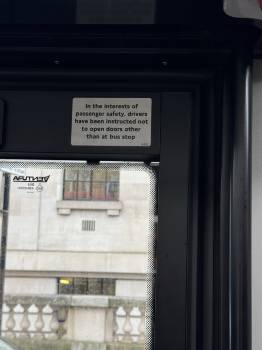 In the interests of
passenger safety, drivers
have been instructed not
to open doors other
than at bus stop
VENTURA